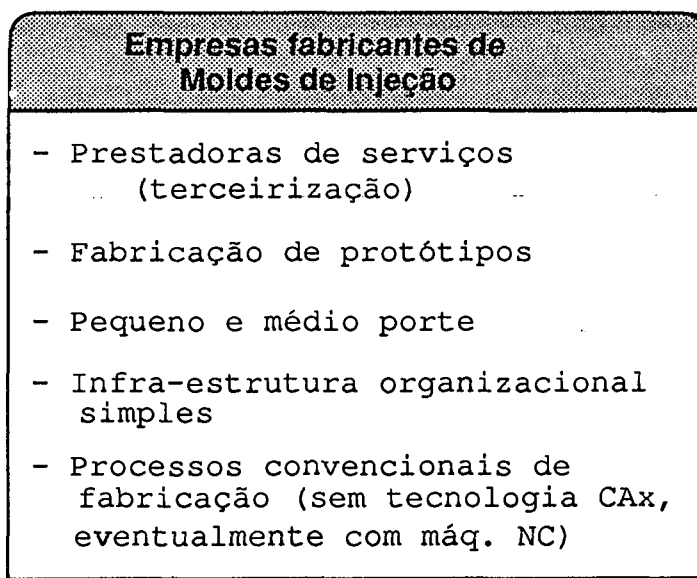 Empresas fabricantes de
Moldes de Injeção
- Prestadoras de serviços
(terceirização)
- Fabricação de protótipos
- Pequeno e médio porte
- Infra-estrutura organizacional
simples
- Processos convencionais de
fabricação (sem tecnologia CAx,
eventualmente com máq. NC)